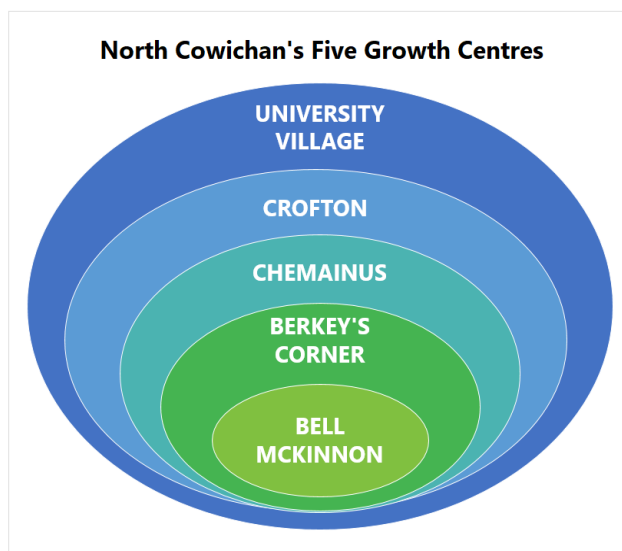 North Cowichan's Five Growth Centres
UNIVERSITY
VILLAGE
CROFTON
CHEMAINUS
BERKEY'S
CORNER
BELL
MCKINNON